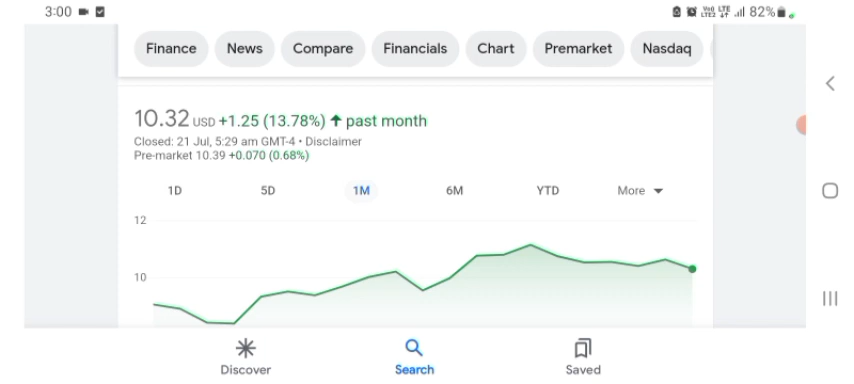 3:00
82%
Finance News Compare Financials Chart Premarket Nasdaq
10.32 USD +1.25 (13.78%) ↑ past month
Closed: 21 Jul, 5:29 am GMT-4 • Disclaimer
Pre-market 10.39 +0.070 (0.68%)
1D 5D 1M 6M YTD More
12
10
Discover Search Saved